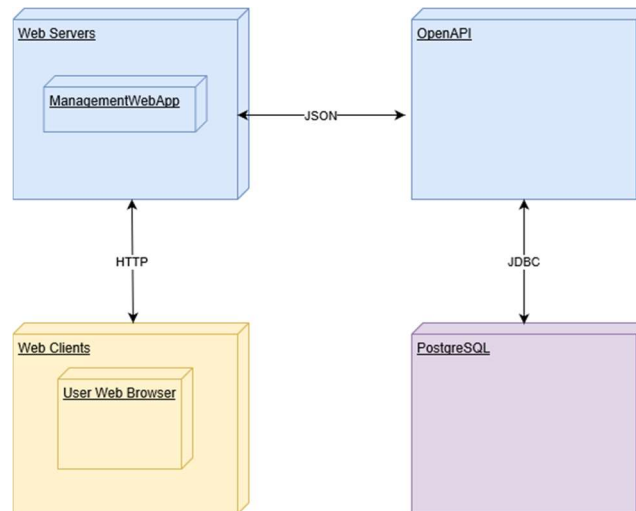 Web Servers
OpenAPI
ManagementWebApp
JSON
HTTP
JDBC
Web Clients
PostgreSQL
User Web Browser